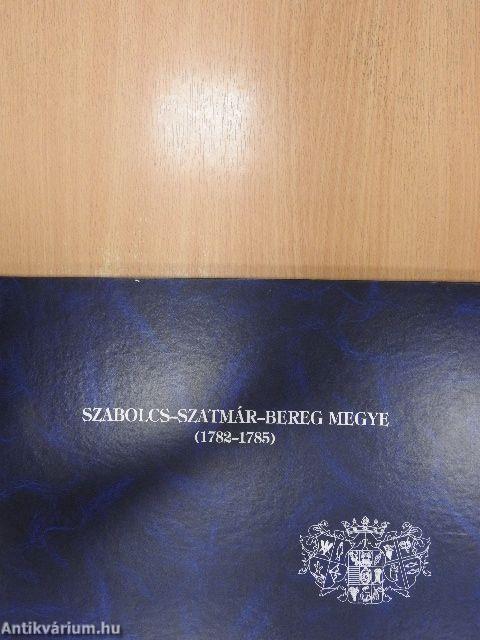 SZABOLCS–SZATMÁR–BEREG MEGYE
(1782–1785)
Antikvárium.hu